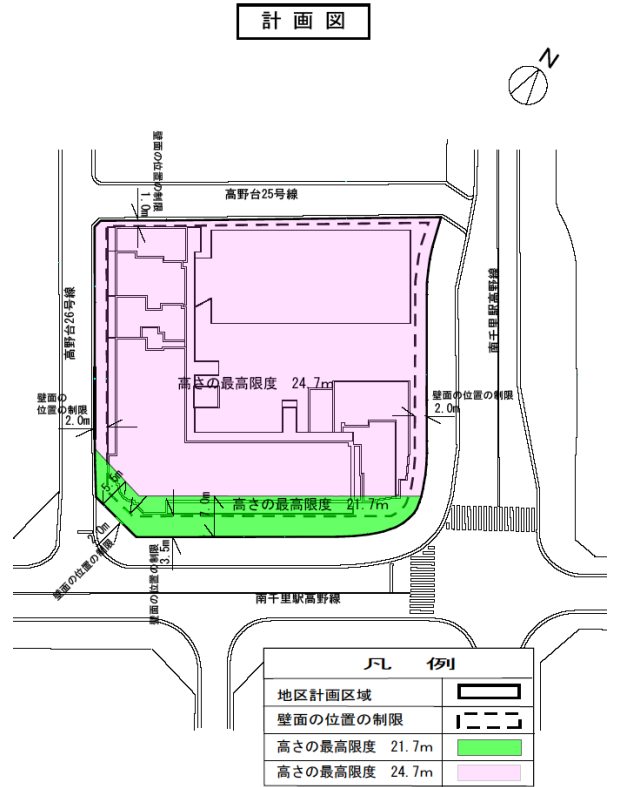 計画図
N
壁面の位置の制限
1.0m
高野台25号線
高野台26号線
南千里駅高野線
高さの最高限度 24.7m
壁面の
位置の制限
2.0m
壁面の位置の制限
2.0m
5.6m
7.0m
高さの最高限度 21.7m
2.0m
壁面の位置の制限
3.5m
壁面の位置の制限
南千里駅高野線
凡例
地区計画区域
壁面の位置の制限
高さの最高限度 21.7m
高さの最高限度 24.7m